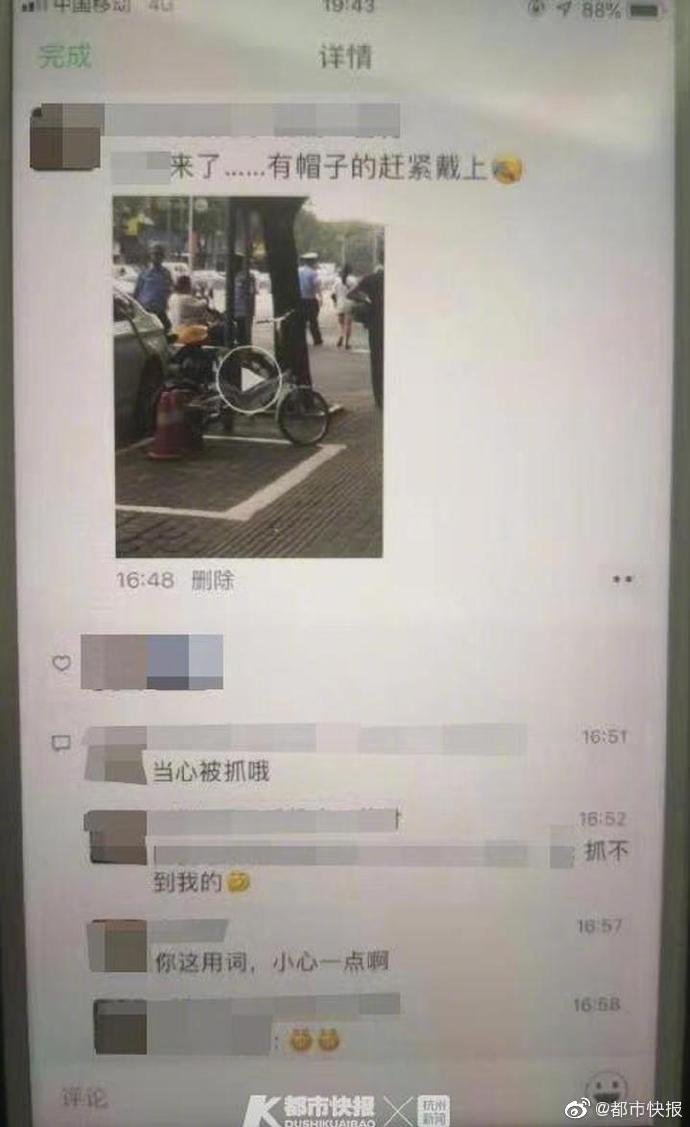 中国移动 4G 19:43 88%
完成 详情
来了……有帽子的赶紧戴上
16:48 删除
16:51
当心被抓哦
16:52
抓不
到我的
16:57
你这用词，小心一点啊
16:58
:
评论
都市快报 杭州
DUSHIKUAIBAO 新闻
@都市快报